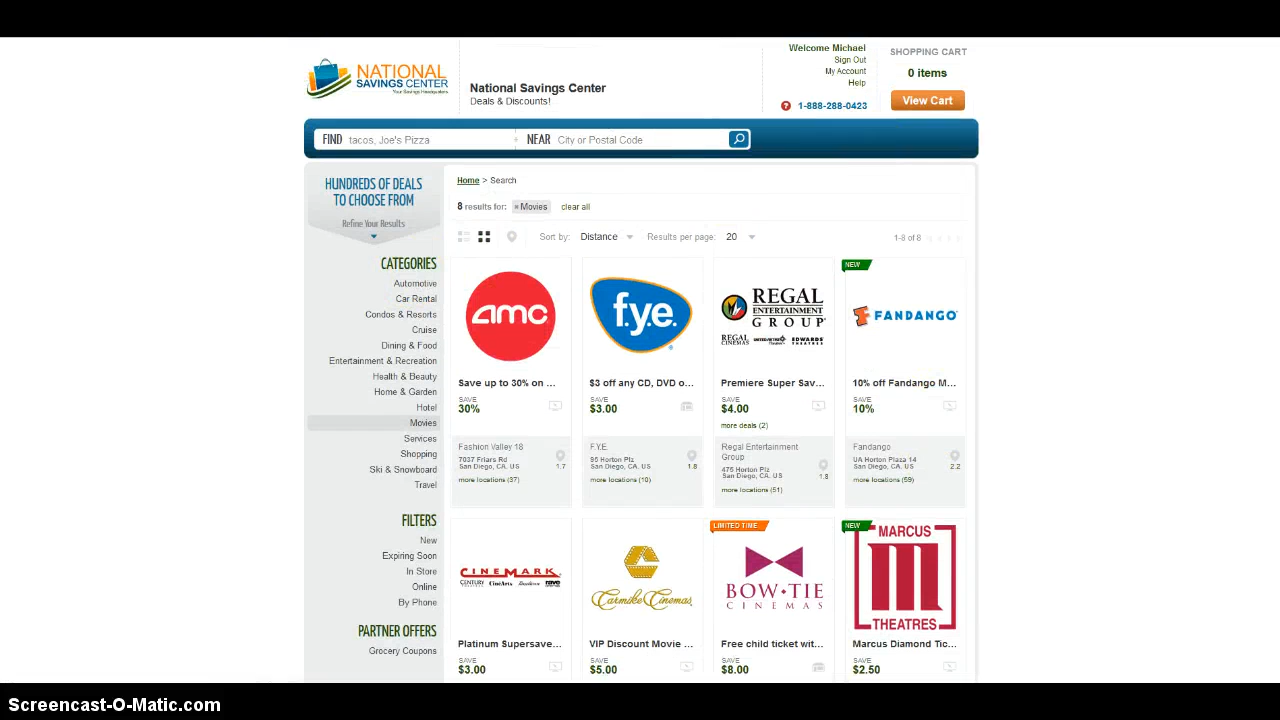 NATIONAL
SAVINGS CENTER
Your Savings Headquarters
National Savings Center
Deals & Discounts!
Welcome Michael
Sign Out
My Account
Help
1-888-288-0423
SHOPPING CART
0 items
View Cart
FIND tacos, Joe's Pizza
NEAR City or Postal Code
HUNDREDS OF DEALS
TO CHOOSE FROM
Refine Your Results
CATEGORIES
Automotive
Car Rental
Condos & Resorts
Cruise
Dining & Food
Entertainment & Recreation
Health & Beauty
Home & Garden
Hotel
Movies
Services
Shopping
Ski & Snowboard
Travel
FILTERS
New
Expiring Soon
In Store
Online
By Phone
PARTNER OFFERS
Grocery Coupons
Home > Search
8 results for: Movies clear all
Sort by: Distance Results per page: 20
1-8 of 8
amc
Save up to 30% on ...
SAVE
30%
Fashion Valley 18
7037 Friars Rd
San Diego, CA. US
1.7
more locations (37)
f.y.e.
$3 off any CD, DVD o...
SAVE
$3.00
F.Y.E.
95 Horton Plz
San Diego, CA. US
1.8
more locations (10)
REGAL
ENTERTAINMENT
GROUP
REGAL
CINEMAS
EDWARDS
THEATRES
Premiere Super Sav...
SAVE
$4.00
more deals (2)
Regal Entertainment
Group
475 Horton Plz
San Diego, CA. US
1.8
more locations (51)
NEW
FANDANGO
10% off Fandango M...
SAVE
10%
Fandango
UA Horton Plaza 14
San Diego, CA. US
2.2
more locations (59)
CINEMARK
CENTURY
CinéArts
rave
Platinum Supersave...
SAVE
$3.00
Carmike Cinemas
VIP Discount Movie ...
SAVE
$5.00
LIMITED TIME
BOW·TIE
CINEMAS
Free child ticket wit...
SAVE
$8.00
NEW
MARCUS
THEATRES
Marcus Diamond Tic...
SAVE
$2.50
Screencast-O-Matic.com